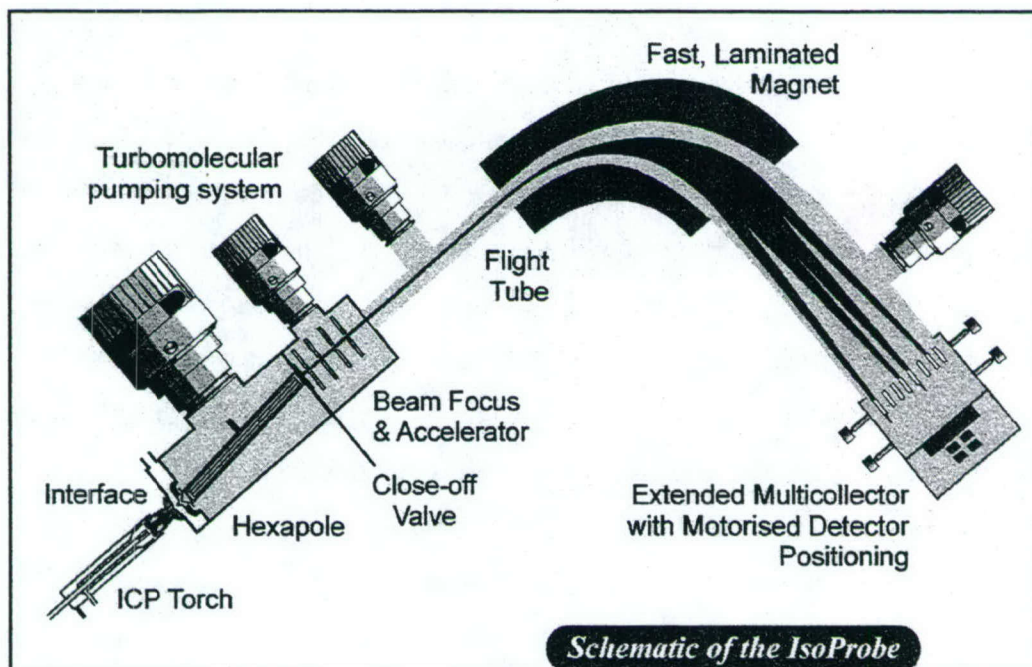 Fast, Laminated
Magnet
Turbomolecular
pumping system
Flight
Tube
Beam Focus
& Accelerator
Interface
Close-off
Valve
Hexapole
Extended Multicollector
with Motorised Detector
Positioning
ICP Torch
Schematic of the IsoProbe